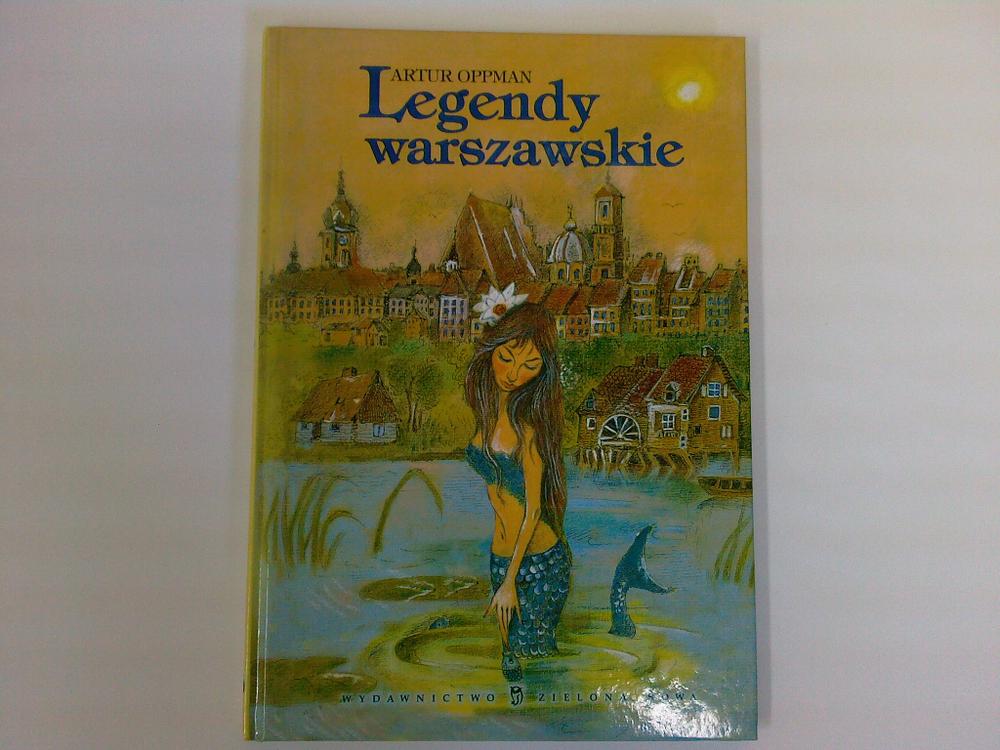 ARTUR OPPMAN
Legendy
warszawskie
WYDAWNICTWO ZIELONA SOWA